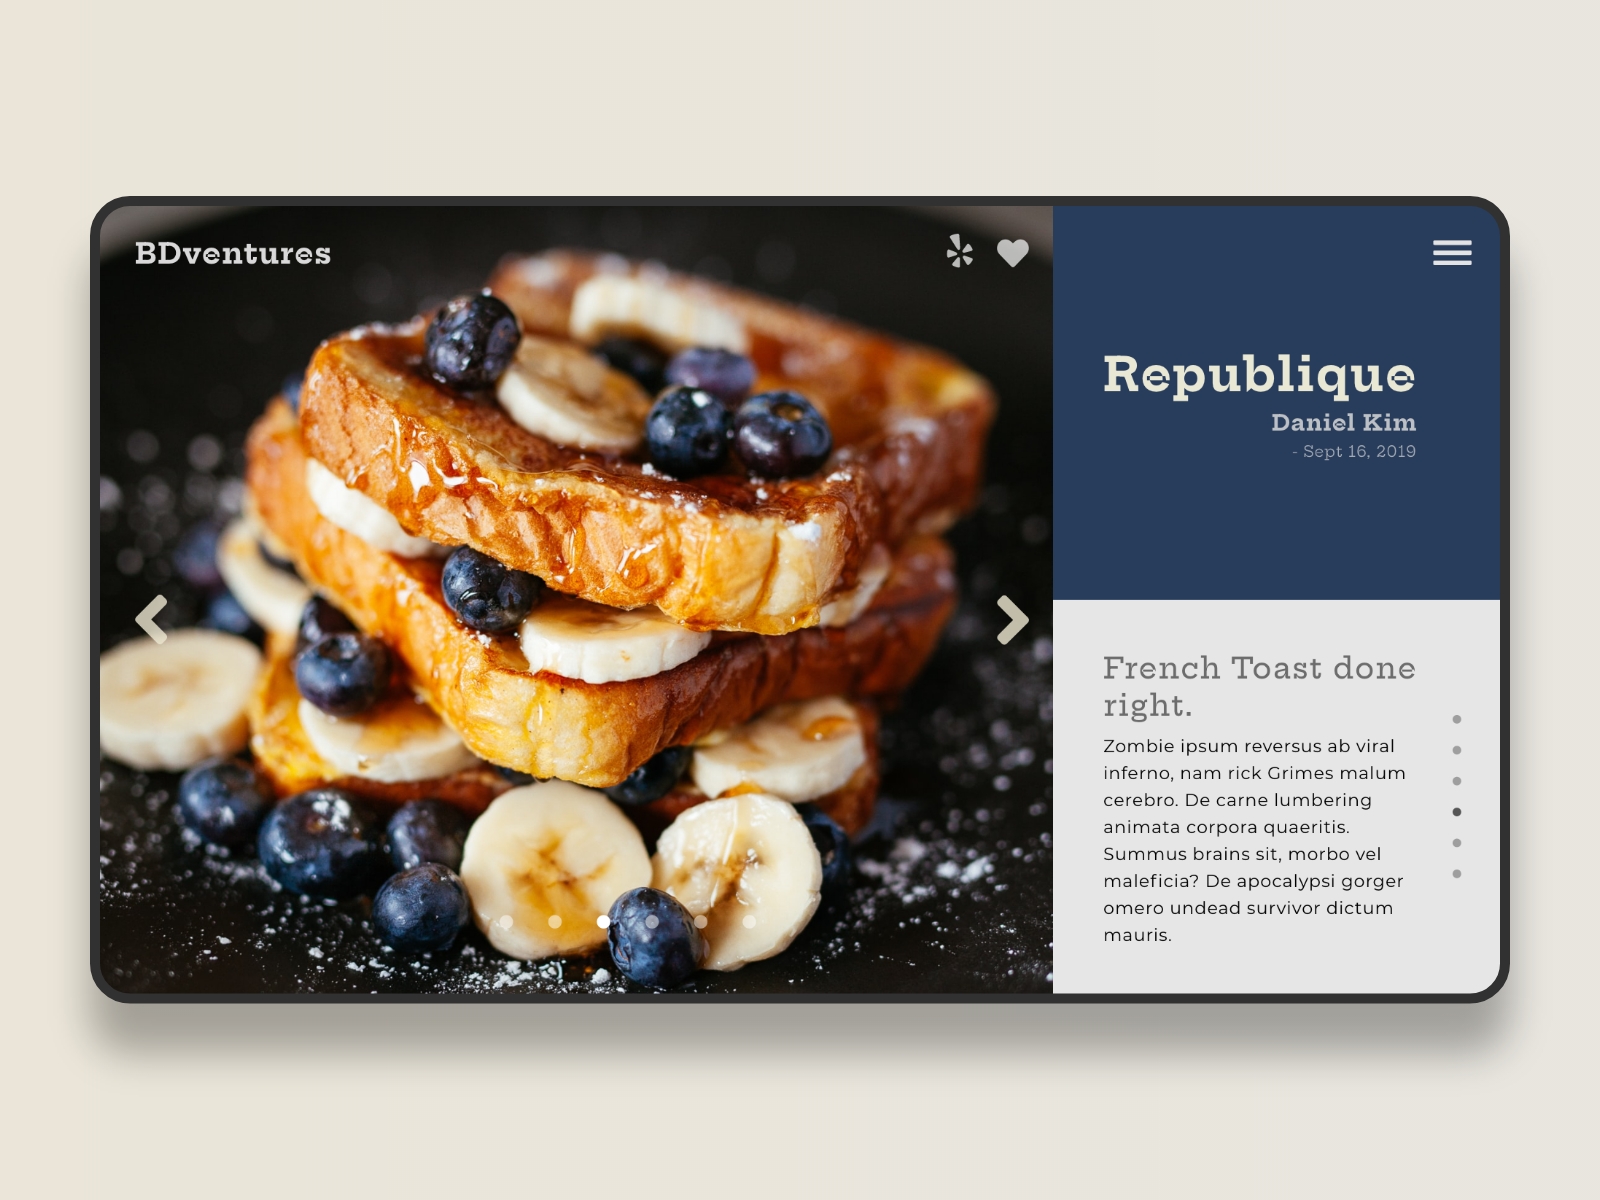 BDventures
Republique
Daniel Kim
- Sept 16, 2019
French Toast done
right.
Zombie ipsum reversus ab viral
inferno, nam rick Grimes malum
cerebro. De carne lumbering
animata corpora quaeritis.
Summus brains sit, morbo vel
maleficia? De apocalypsi gorger
omero undead survivor dictum
mauris.